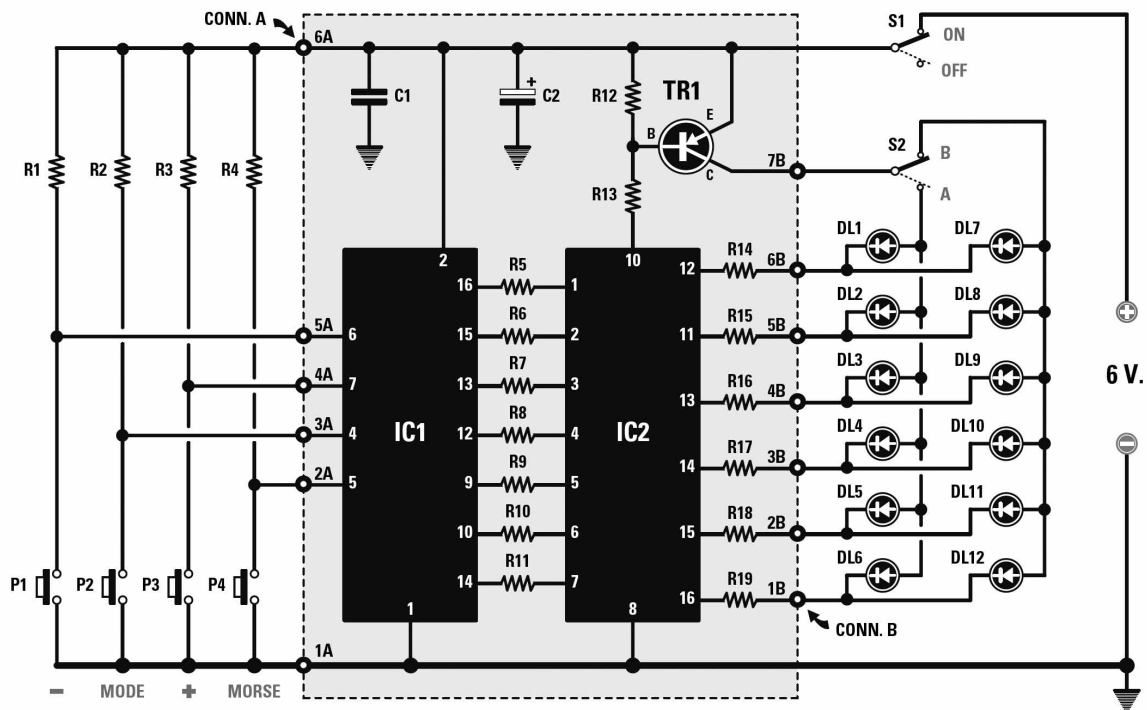 CONN. A
6A
S1
ON
OFF
C1
+
C2
R12
TR1
E
B
C
R1
R2
R3
R4
R13
7B
S2
B
A
DL1
DL7
2
10
R14
12
6B
16
R5
1
DL2
DL8
5A
6
15
R6
2
11
R15
5B
+
DL3
DL9
4A
7
13
R7
3
R16
13
4B
6 V.
DL4
DL10
3A
4
IC1
12
R8
4
IC2
R17
14
3B
−
2A
5
9
R9
5
DL5
DL11
R18
15
2B
10
R10
6
DL6
DL12
P1
P2
P3
P4
14
R11
7
R19
16
1B
1
8
CONN. B
1A
− MODE + MORSE